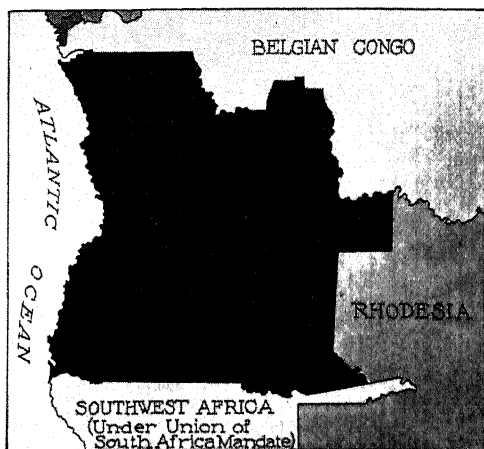 BELGIAN CONGO
ATLANTIC OCEAN
RHODESIA
SOUTHWEST AFRICA
(Under Union of
South Africa Mandate)